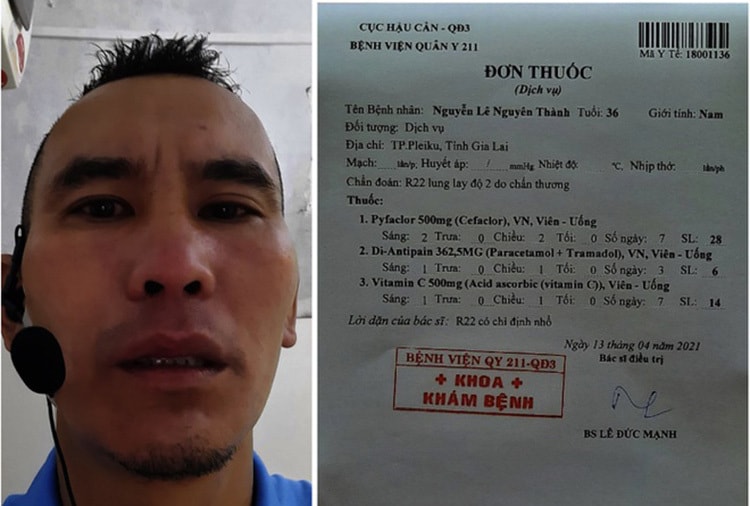 CỤC HẬU CẦN - QĐ3
BỆNH VIỆN QUÂN Y 211
Mã Y Tế: 18001136
ĐƠN THUỐC
(Dịch vụ)
Tên Bệnh nhân: Nguyễn Lê Nguyên Thành Tuổi: 36 Giới tính: Nam
Đối tượng: Dịch vụ
Địa chỉ: TP.Pleiku, Tỉnh Gia Lai
Mạch: lần/p; Huyết áp: / mmHg Nhiệt độ: °C, Nhịp thở: lần/ph
Chẩn đoán: R22 lung lay độ 2 do chấn thương
Thuốc:
1. Pyfaclor 500mg (Cefaclor), VN, Viên - Uống
Sáng: 2 Trưa: 0 Chiều: 2 Tối: 0 Số ngày: 7 SL: 28
2. Di-Antipain 362,5MG (Paracetamol + Tramadol), VN, Viên - Uống
Sáng: 1 Trưa: 0 Chiều: 1 Tối: 0 Số ngày: 3 SL: 6
3. Vitamin C 500mg (Acid ascorbic (vitamin C)), Viên - Uống
Sáng: 1 Trưa: 0 Chiều: 1 Tối: 0 Số ngày: 7 SL: 14
Lời dặn của bác sĩ: R22 có chỉ định nhổ
Ngày 13 tháng 04 năm 2021
Bác sĩ điều trị
BỆNH VIỆN QY 211-QĐ3
+ KHOA +
KHÁM BỆNH
BS LÊ ĐỨC MẠNH